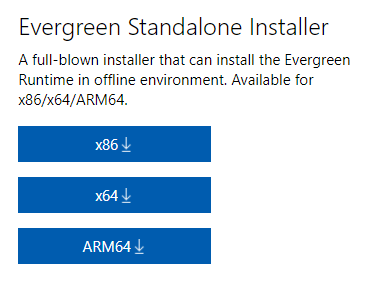 Evergreen Standalone Installer
A full-blown installer that can install the Evergreen
Runtime in offline environment. Available for
x86/x64/ARM64.
x86
x64
ARM64